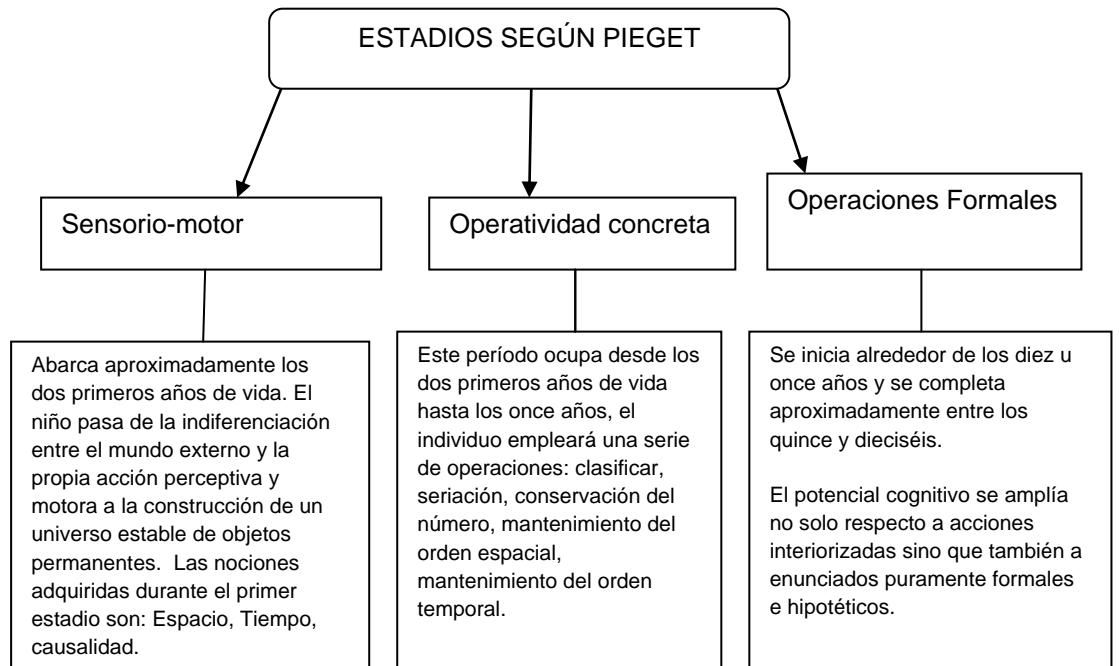 ESTADIOS SEGÚN PIEGET
Sensorio-motor
Operatividad concreta
Operaciones Formales
Abarca aproximadamente los
dos primeros años de vida. El
niño pasa de la indiferenciación
entre el mundo externo y la
propia acción perceptiva y
motora a la construcción de un
universo estable de objetos
permanentes.  Las nociones
adquiridas durante el primer
estadio son: Espacio, Tiempo,
causalidad.
Este período ocupa desde los
dos primeros años de vida
hasta los once años, el
individuo empleará una serie
de operaciones: clasificar,
seriación, conservación del
número, mantenimiento del
orden espacial,
mantenimiento del orden
temporal.
Se inicia alrededor de los diez u
once años y se completa
aproximadamente entre los
quince y dieciséis.
El potencial cognitivo se amplía
no solo respecto a acciones
interiorizadas sino que también a
enunciados puramente formales
e hipotéticos.